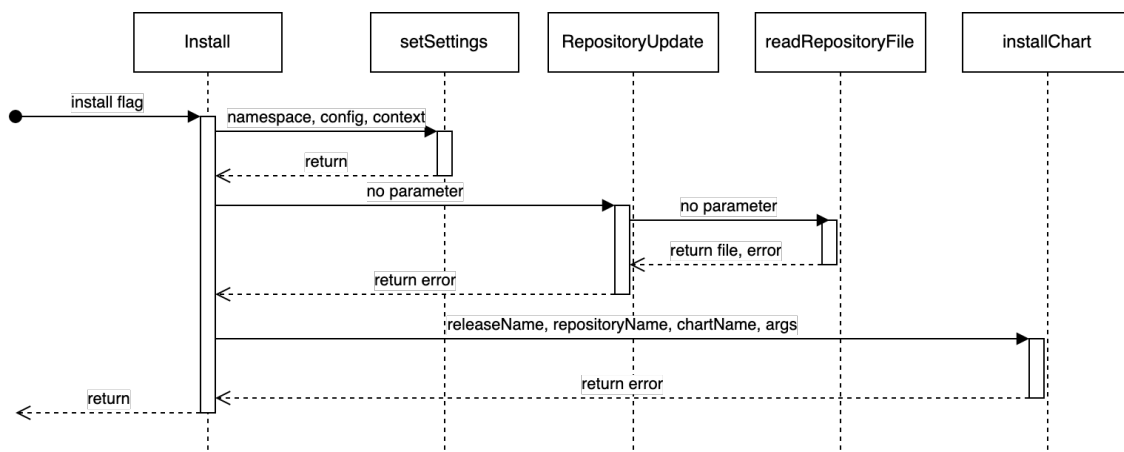 Install
setSettings
RepositoryUpdate
readRepositoryFile
installChart
install flag
namespace, config, context
return
no parameter
no parameter
return file, error
return error
releaseName, repositoryName, chartName, args
return error
return